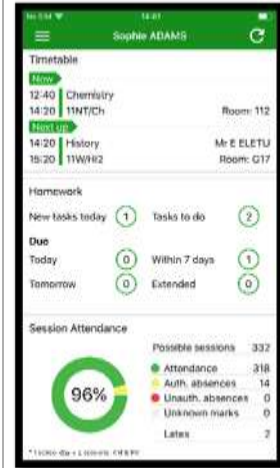 No SIM 14:01
Sophie ADAMS
Timetable
Now
12:40 Chemistry
14:20 11NT/Ch Room: 112
Next up
14:20 History Mr E ELETU
15:20 11W/Hi2 Room: G17
Homework
New tasks today 1 Tasks to do 2
Due
Today 0 Within 7 days 1
Tomorrow 0 Extended 0
Session Attendance
Possible sessions 332
96%
Attendance 318
Auth. absences 14
Unauth. absences 0
Unknown marks 0
Lates 2